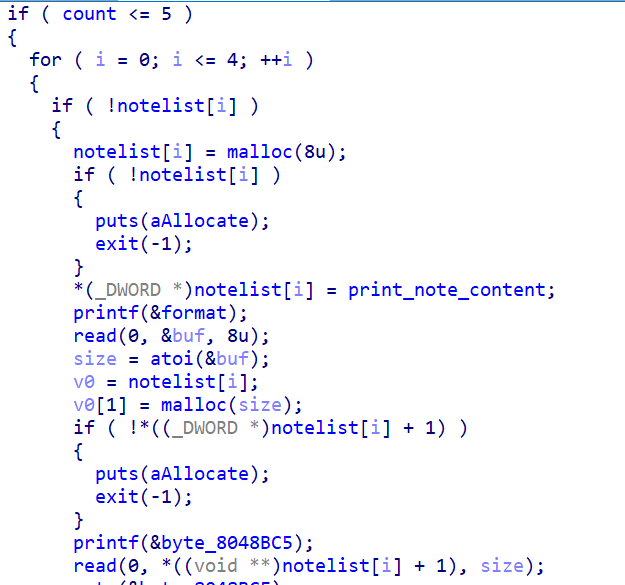 if ( count <= 5 )
{
for ( i = 0; i <= 4; ++i )
{
if ( !notelist[i] )
{
notelist[i] = malloc(8u);
if ( !notelist[i] )
{
puts(aAllocate);
exit(-1);
}
*(_DWORD *)notelist[i] = print_note_content;
printf(&format);
read(0, &buf, 8u);
size = atoi(&buf);
v0 = notelist[i];
v0[1] = malloc(size);
if ( !*((_DWORD *)notelist[i] + 1) )
{
puts(aAllocate);
exit(-1);
}
printf(&byte_8048BC5);
read(0, *((void **)notelist[i] + 1), size);